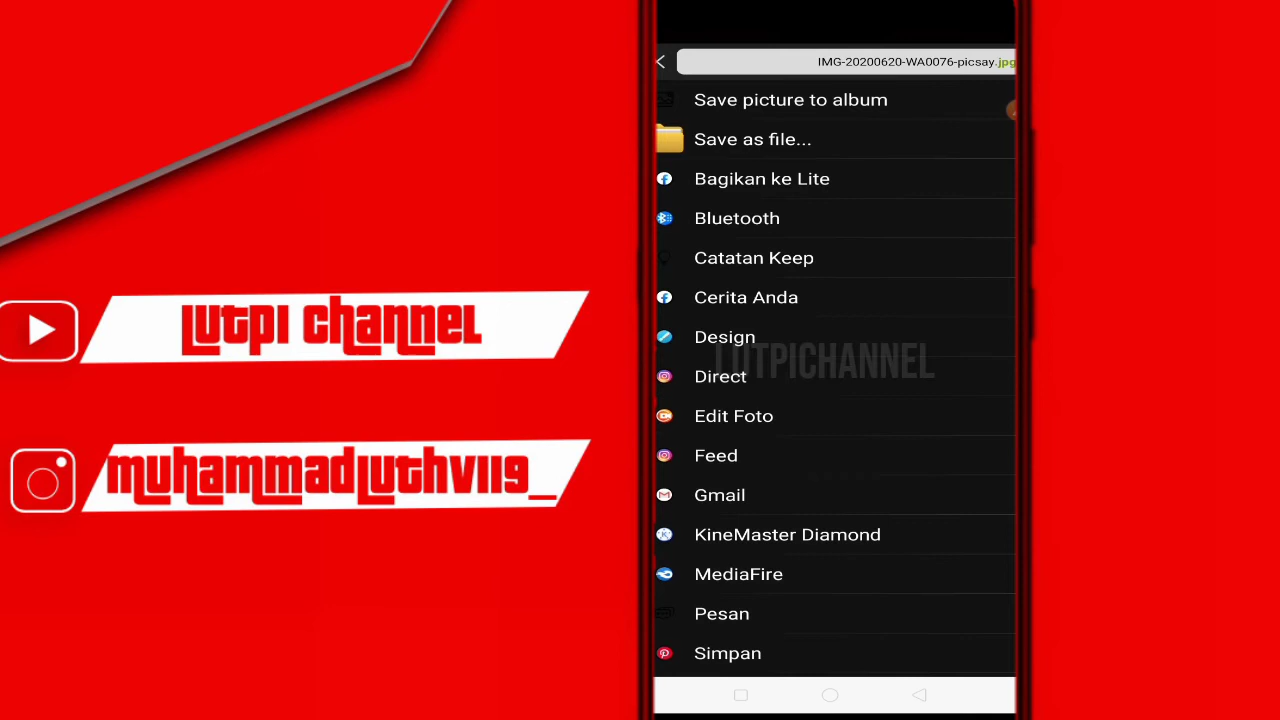 LUTPI CHANNEL
MUHAMMADLUTHVI19_
IMG-20200620-WA0076-picsay.jpg
Save picture to album
Save as file...
Bagikan ke Lite
Bluetooth
Catatan Keep
Cerita Anda
Design
LUTPICHANNEL
Direct
Edit Foto
Feed
Gmail
KineMaster Diamond
MediaFire
Pesan
Simpan